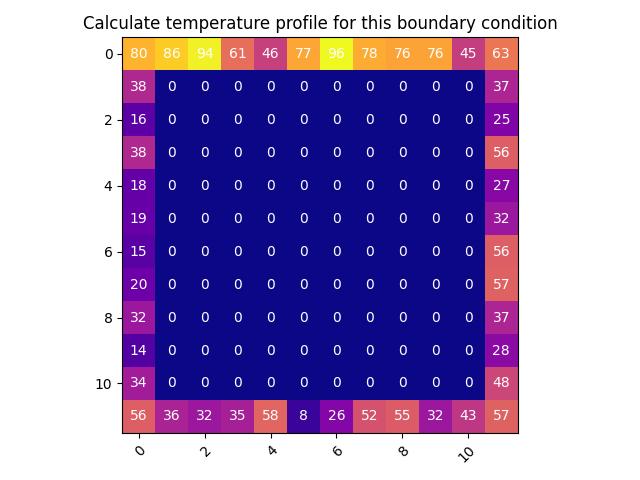 Calculate temperature profile for this boundary condition
0 80 86 94 61 46 77 96 78 76 76 45 63
38 0 0 0 0 0 0 0 0 0 0 37
2 16 0 0 0 0 0 0 0 0 0 0 25
38 0 0 0 0 0 0 0 0 0 0 56
4 18 0 0 0 0 0 0 0 0 0 0 27
19 0 0 0 0 0 0 0 0 0 0 32
6 15 0 0 0 0 0 0 0 0 0 0 56
20 0 0 0 0 0 0 0 0 0 0 57
8 32 0 0 0 0 0 0 0 0 0 0 37
14 0 0 0 0 0 0 0 0 0 0 28
10 34 0 0 0 0 0 0 0 0 0 0 48
56 36 32 35 58 8 26 52 55 32 43 57
0 2 4 6 8 10